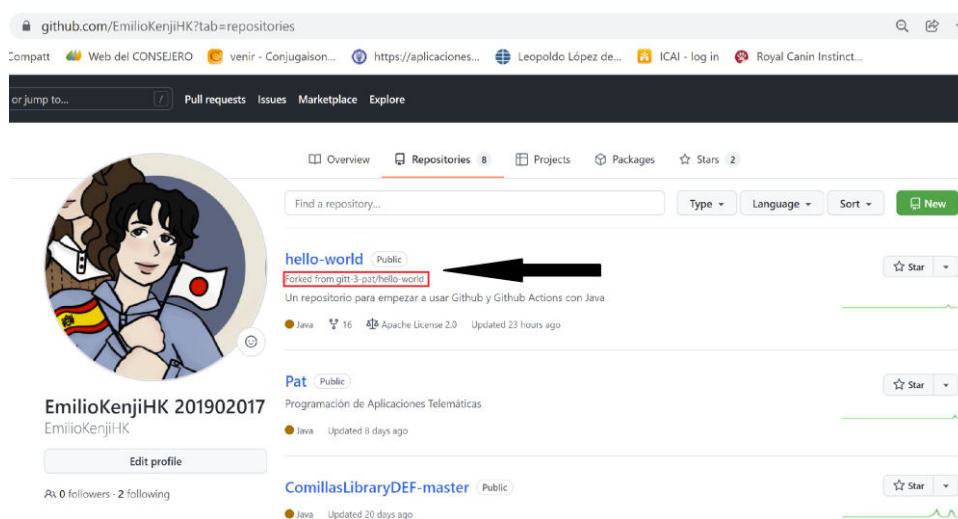 github.com/EmilioKenjiHK?tab=repositories
Compatt Web del CONSEJERO venir - Conjugaison... https://aplicaciones... Leopoldo López de... ICAI - log in Royal Canin Instinct...
or jump to... / Pull requests Issues Marketplace Explore
Overview Repositories 8 Projects Packages Stars 2
Find a repository... Type Language Sort New
hello-world Public
Forked from gitt-3-pat/hello-world
Star
Un repositorio para empezar a usar Github y Github Actions con Java
Java 16 Apache License 2.0 Updated 23 hours ago
Pat Public
Star
Programación de Aplicaciones Telemáticas
Java Updated 8 days ago
EmilioKenjiHK 201902017
EmilioKenjiHK
Edit profile
0 followers · 2 following
ComillasLibraryDEF-master Public
Star
Java Updated 20 days ago